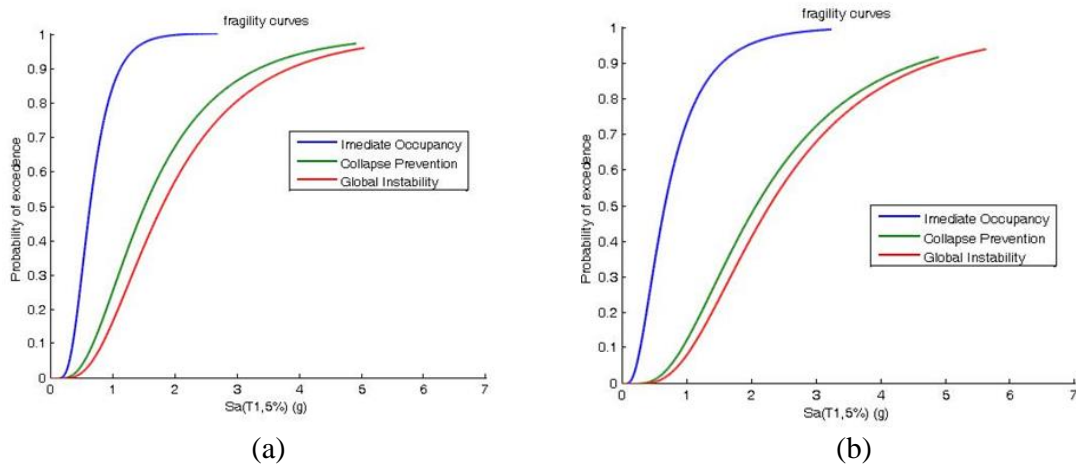 fragility curves
1
0.9
0.8
0.7
0.6
0.5
0.4
0.3
0.2
0.1
0
Probability of excedence
Imediate Occupancy
Collapse Prevention
Global Instability
0 1 2 3 4 5 6 7
Sa(T1,5%) (g)
(a)
fragility curves
1
0.9
0.8
0.7
0.6
0.5
0.4
0.3
0.2
0.1
0
Probability of excedence
Imediate Occupancy
Collapse Prevention
Global Instability
0 1 2 3 4 5 6 7
Sa(T1,5%) (g)
(b)